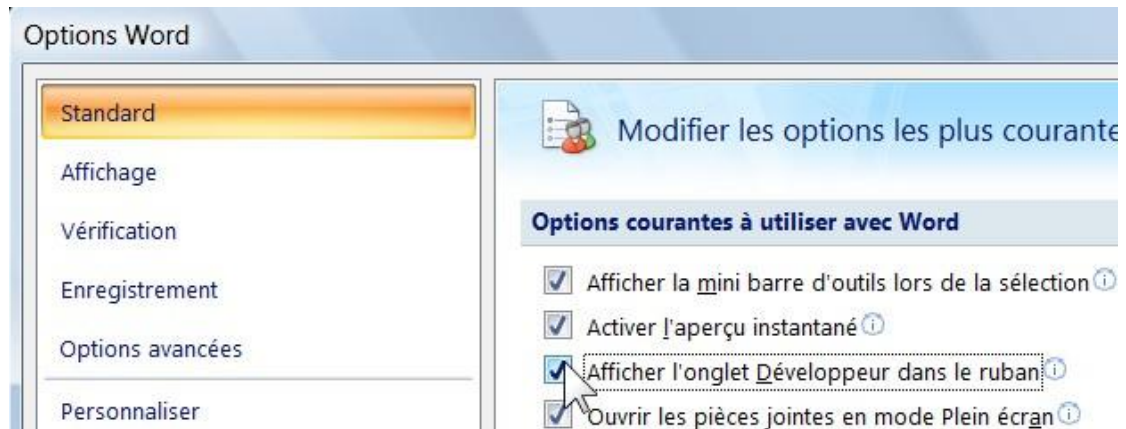 Options Word
Standard
Affichage
Vérification
Enregistrement
Options avancées
Personnaliser
Modifier les options les plus courante
Options courantes à utiliser avec Word
Afficher la mini barre d'outils lors de la sélection
Activer l'aperçu instantané
Afficher l'onglet Développeur dans le ruban
Ouvrir les pièces jointes en mode Plein écran